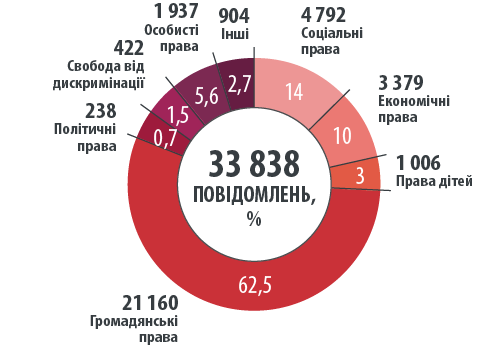 1 937
Особисті
права
904
Інші
4 792
Соціальні
права
422
Свобода від
дискримінації
3 379
Економічні
права
238
Політичні
права
1 006
Права дітей
21 160
Громадянські
права
2,7
14
5,6
1,5
10
0,7
3
62,5
33 838
ПОВІДОМЛЕНЬ,
%